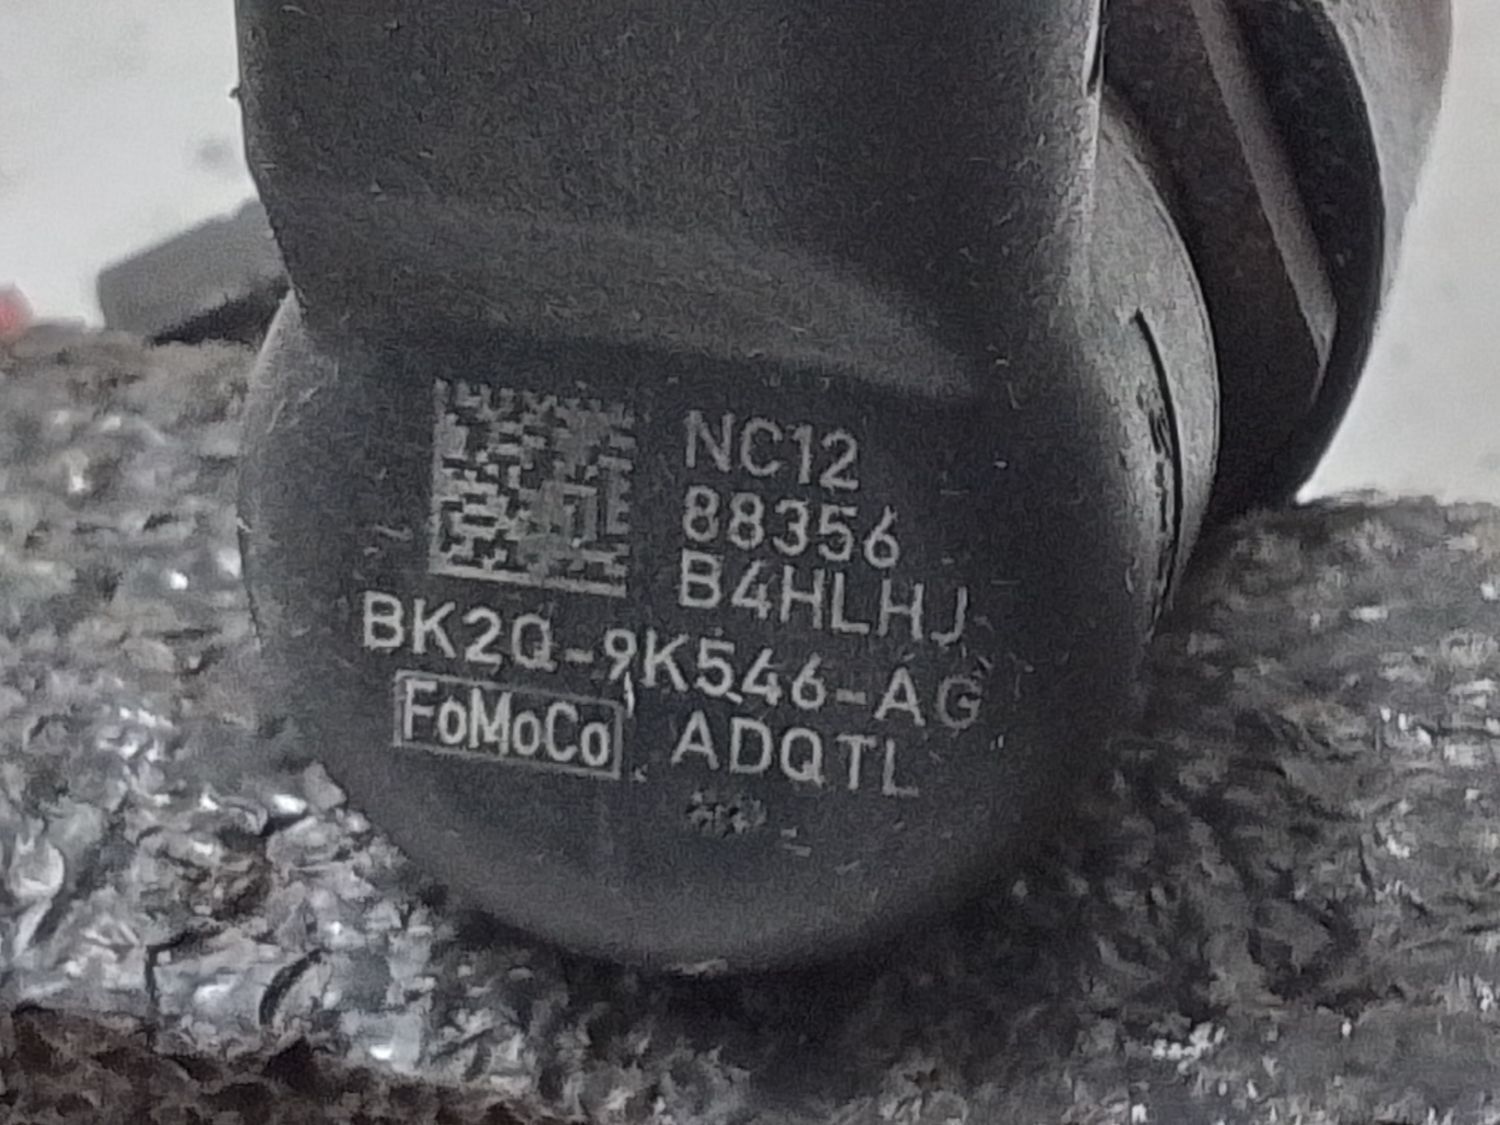 NC12
88356
B4HLHJ
BK2Q-9K546-AG
FoMoCo ADQTL